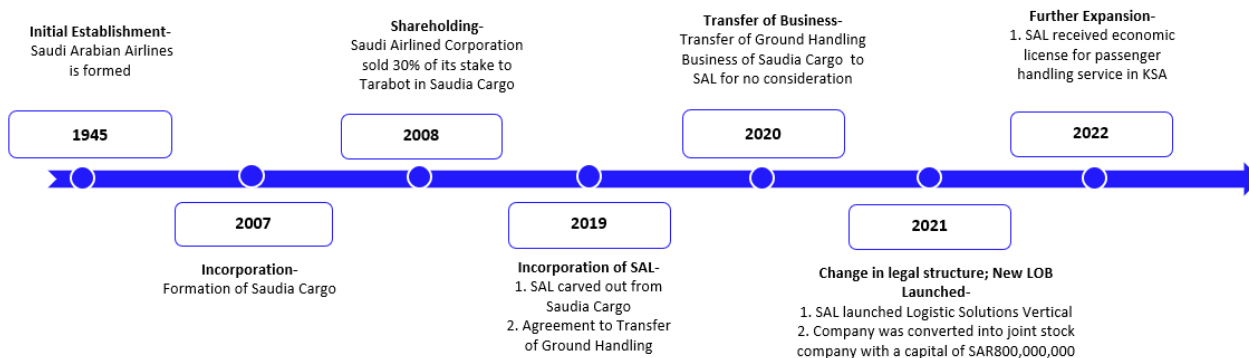 Initial Establishment-
Saudi Arabian Airlines
is formed
1945
2007
Incorporation-
Formation of Saudia Cargo
Shareholding-
Saudi Airlined Corporation
sold 30% of its stake to
Tarabot in Saudia Cargo
2008
2019
Incorporation of SAL-
1. SAL carved out from
Saudia Cargo
2. Agreement to Transfer
of Ground Handling
Transfer of Business-
Transfer of Ground Handling
Business of Saudia Cargo to
SAL for no consideration
2020
2021
Change in legal structure; New LOB
Launched-
1. SAL launched Logistic Solutions Vertical
2. Company was converted into joint stock
company with a capital of SAR800,000,000
Further Expansion-
1. SAL received economic
license for passenger
handling service in KSA
2022